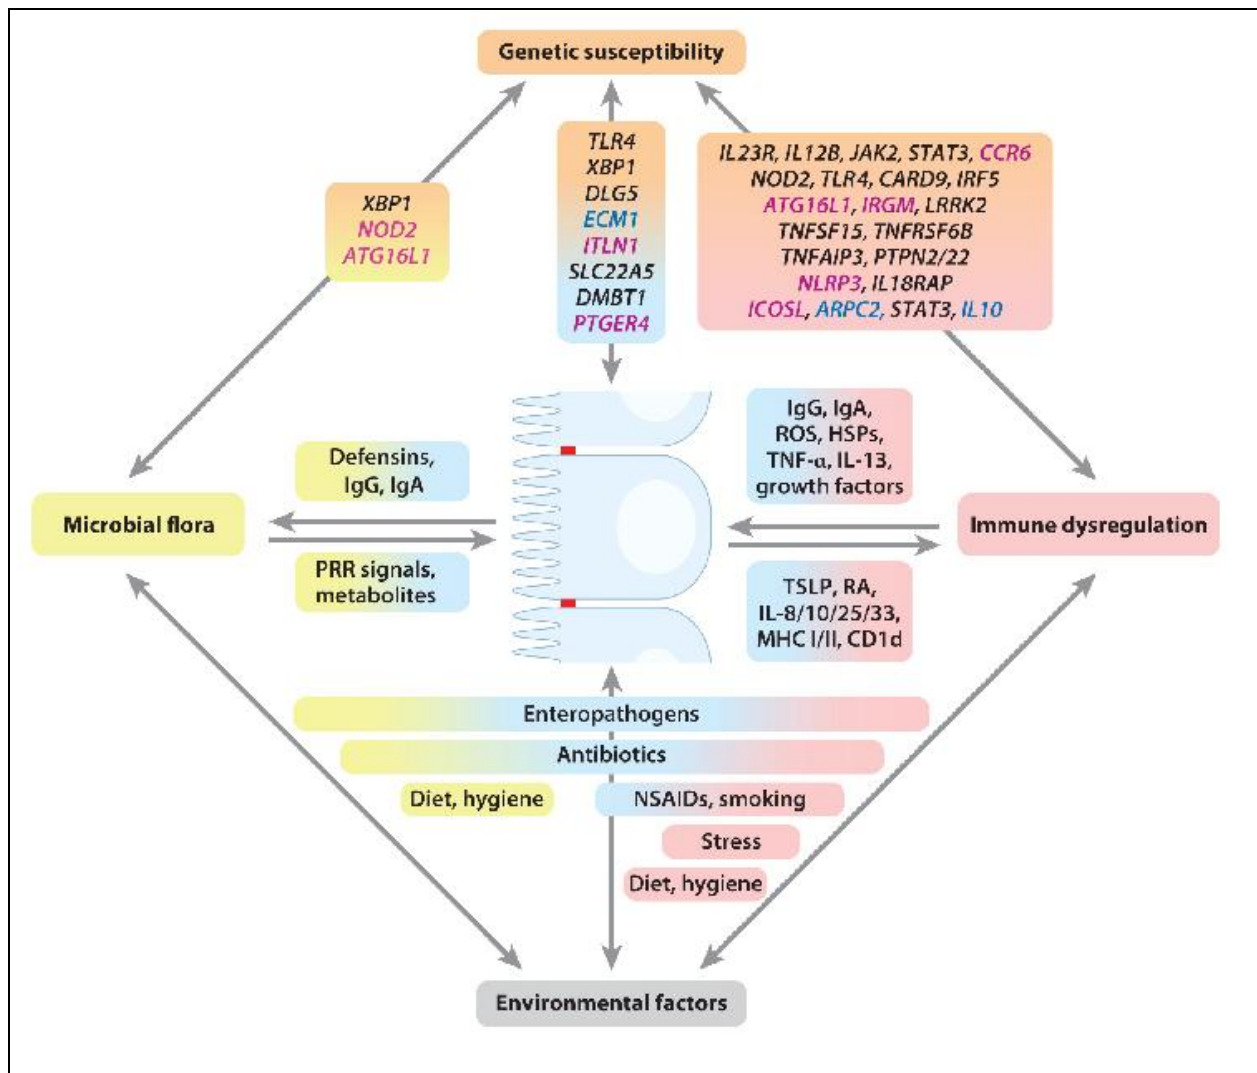 Genetic susceptibility
TLR4
XBP1
DLG5
ECM1
ITLN1
SLC22A5
DMBT1
PTGER4
IL23R, IL12B, JAK2, STAT3, CCR6
NOD2, TLR4, CARD9, IRF5
ATG16L1, IRGM, LRRK2
TNFSF15, TNFRSF6B
TNFAIP3, PTPN2/22
NLRP3, IL18RAP
ICOSL, ARPC2, STAT3, IL10
XBP1
NOD2
ATG16L1
Defensins,
IgG, IgA
IgG, IgA,
ROS, HSPs,
TNF-α, IL-13,
growth factors
Microbial flora
Immune dysregulation
PRR signals,
metabolites
TSLP, RA,
IL-8/10/25/33,
MHC I/II, CD1d
Enteropathogens
Antibiotics
Diet, hygiene
NSAIDs, smoking
Stress
Diet, hygiene
Environmental factors